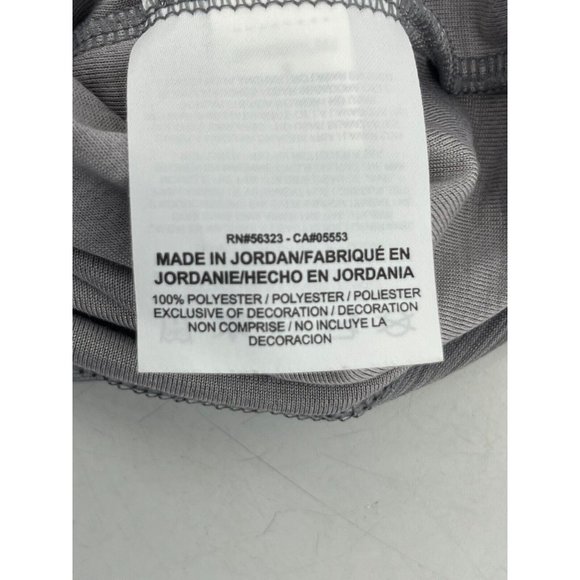 RN#56323 - CA#05553
MADE IN JORDAN/FABRIQUÉ EN
JORDANIE/HECHO EN JORDANIA
100% POLYESTER / POLYESTER / POLIESTER
EXCLUSIVE OF DECORATION / DECORATION
NON COMPRISE / NO INCLUYE LA
DECORACION